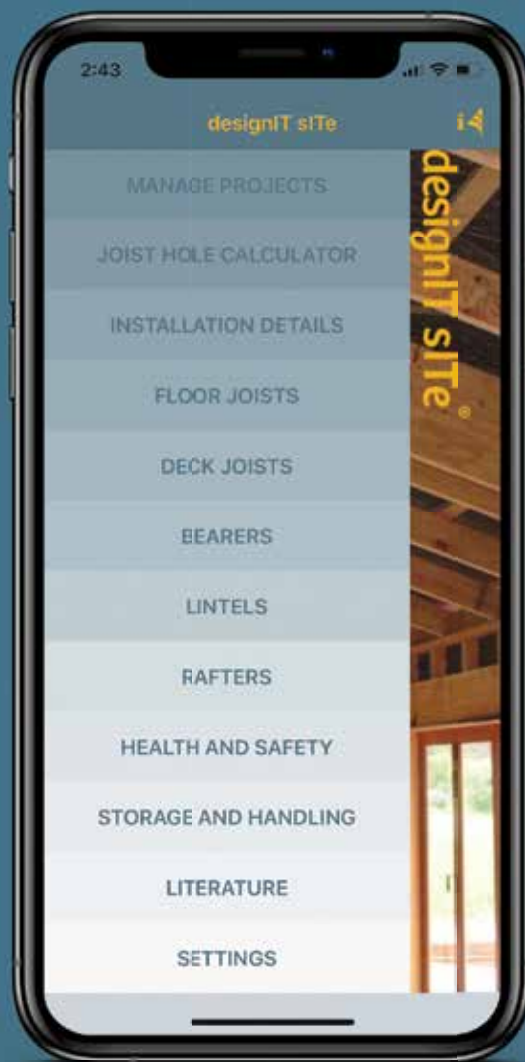 2:43
designIT sITe
MANAGE PROJECTS
JOIST HOLE CALCULATOR
INSTALLATION DETAILS
FLOOR JOISTS
DECK JOISTS
BEARERS
LINTELS
RAFTERS
HEALTH AND SAFETY
STORAGE AND HANDLING
LITERATURE
SETTINGS
designIT sITe®